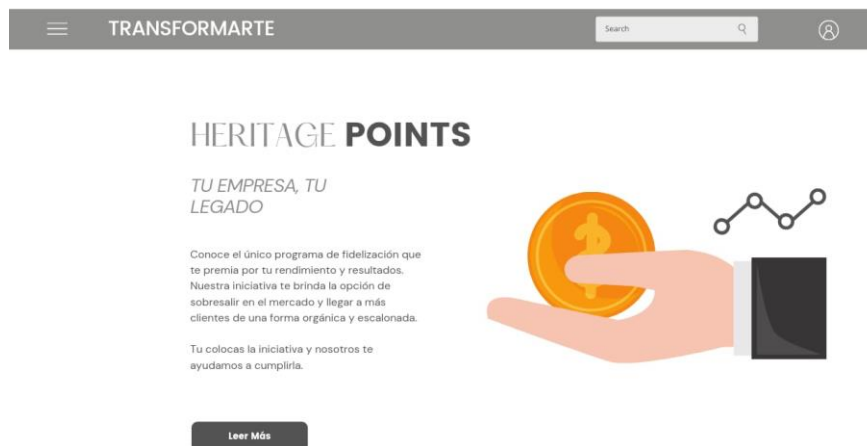 TRANSFORMARTE
Search
HERITAGE POINTS
TU EMPRESA, TU
LEGADO
Conoce el único programa de fidelización que
te premia por tu rendimiento y resultados.
Nuestra iniciativa te brinda la opción de
sobresalir en el mercado y llegar a más
clientes de una forma orgánica y escalonada.
Tu colocas la iniciativa y nosotros te
ayudamos a cumplirla.
Leer Más